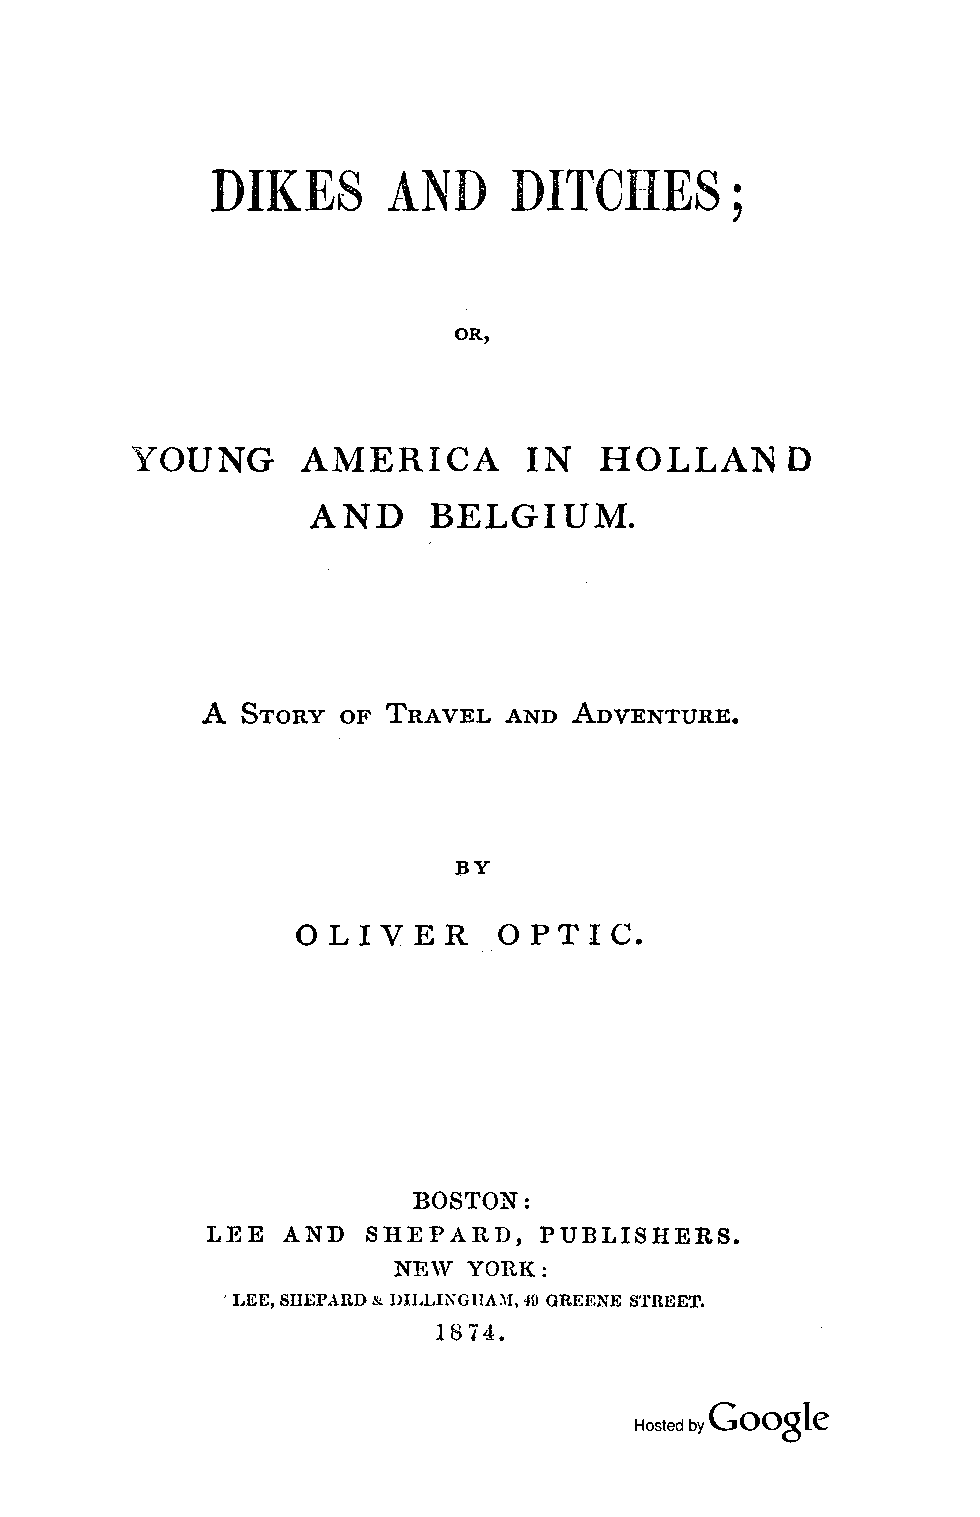 DIKES AND DITCHES;
OR,
YOUNG AMERICA IN HOLLAND
AND BELGIUM.
A STORY OF TRAVEL AND ADVENTURE.
BY
OLIVER OPTIC.
BOSTON:
LEE AND SHEPARD, PUBLISHERS.
NEW YORK:
LEE, SHEPARD & DILLINGHAM, 49 GREENE STREET.
1874.
Hosted by Google